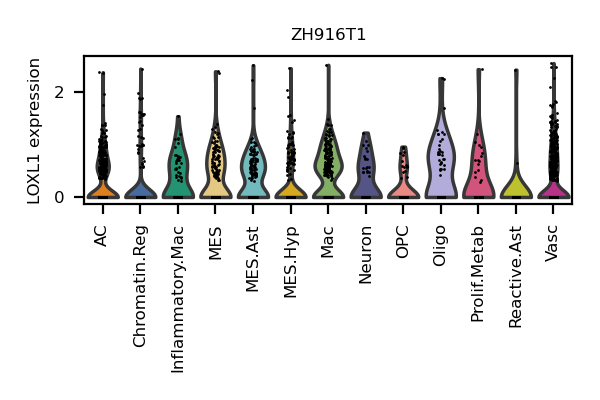 ZH916T1
LOXL1 expression
2
0
AC
Chromatin.Reg
Inflammatory.Mac
MES
MES.Ast
MES.Hyp
Mac
Neuron
OPC
Oligo
Prolif.Metab
Reactive.Ast
Vasc